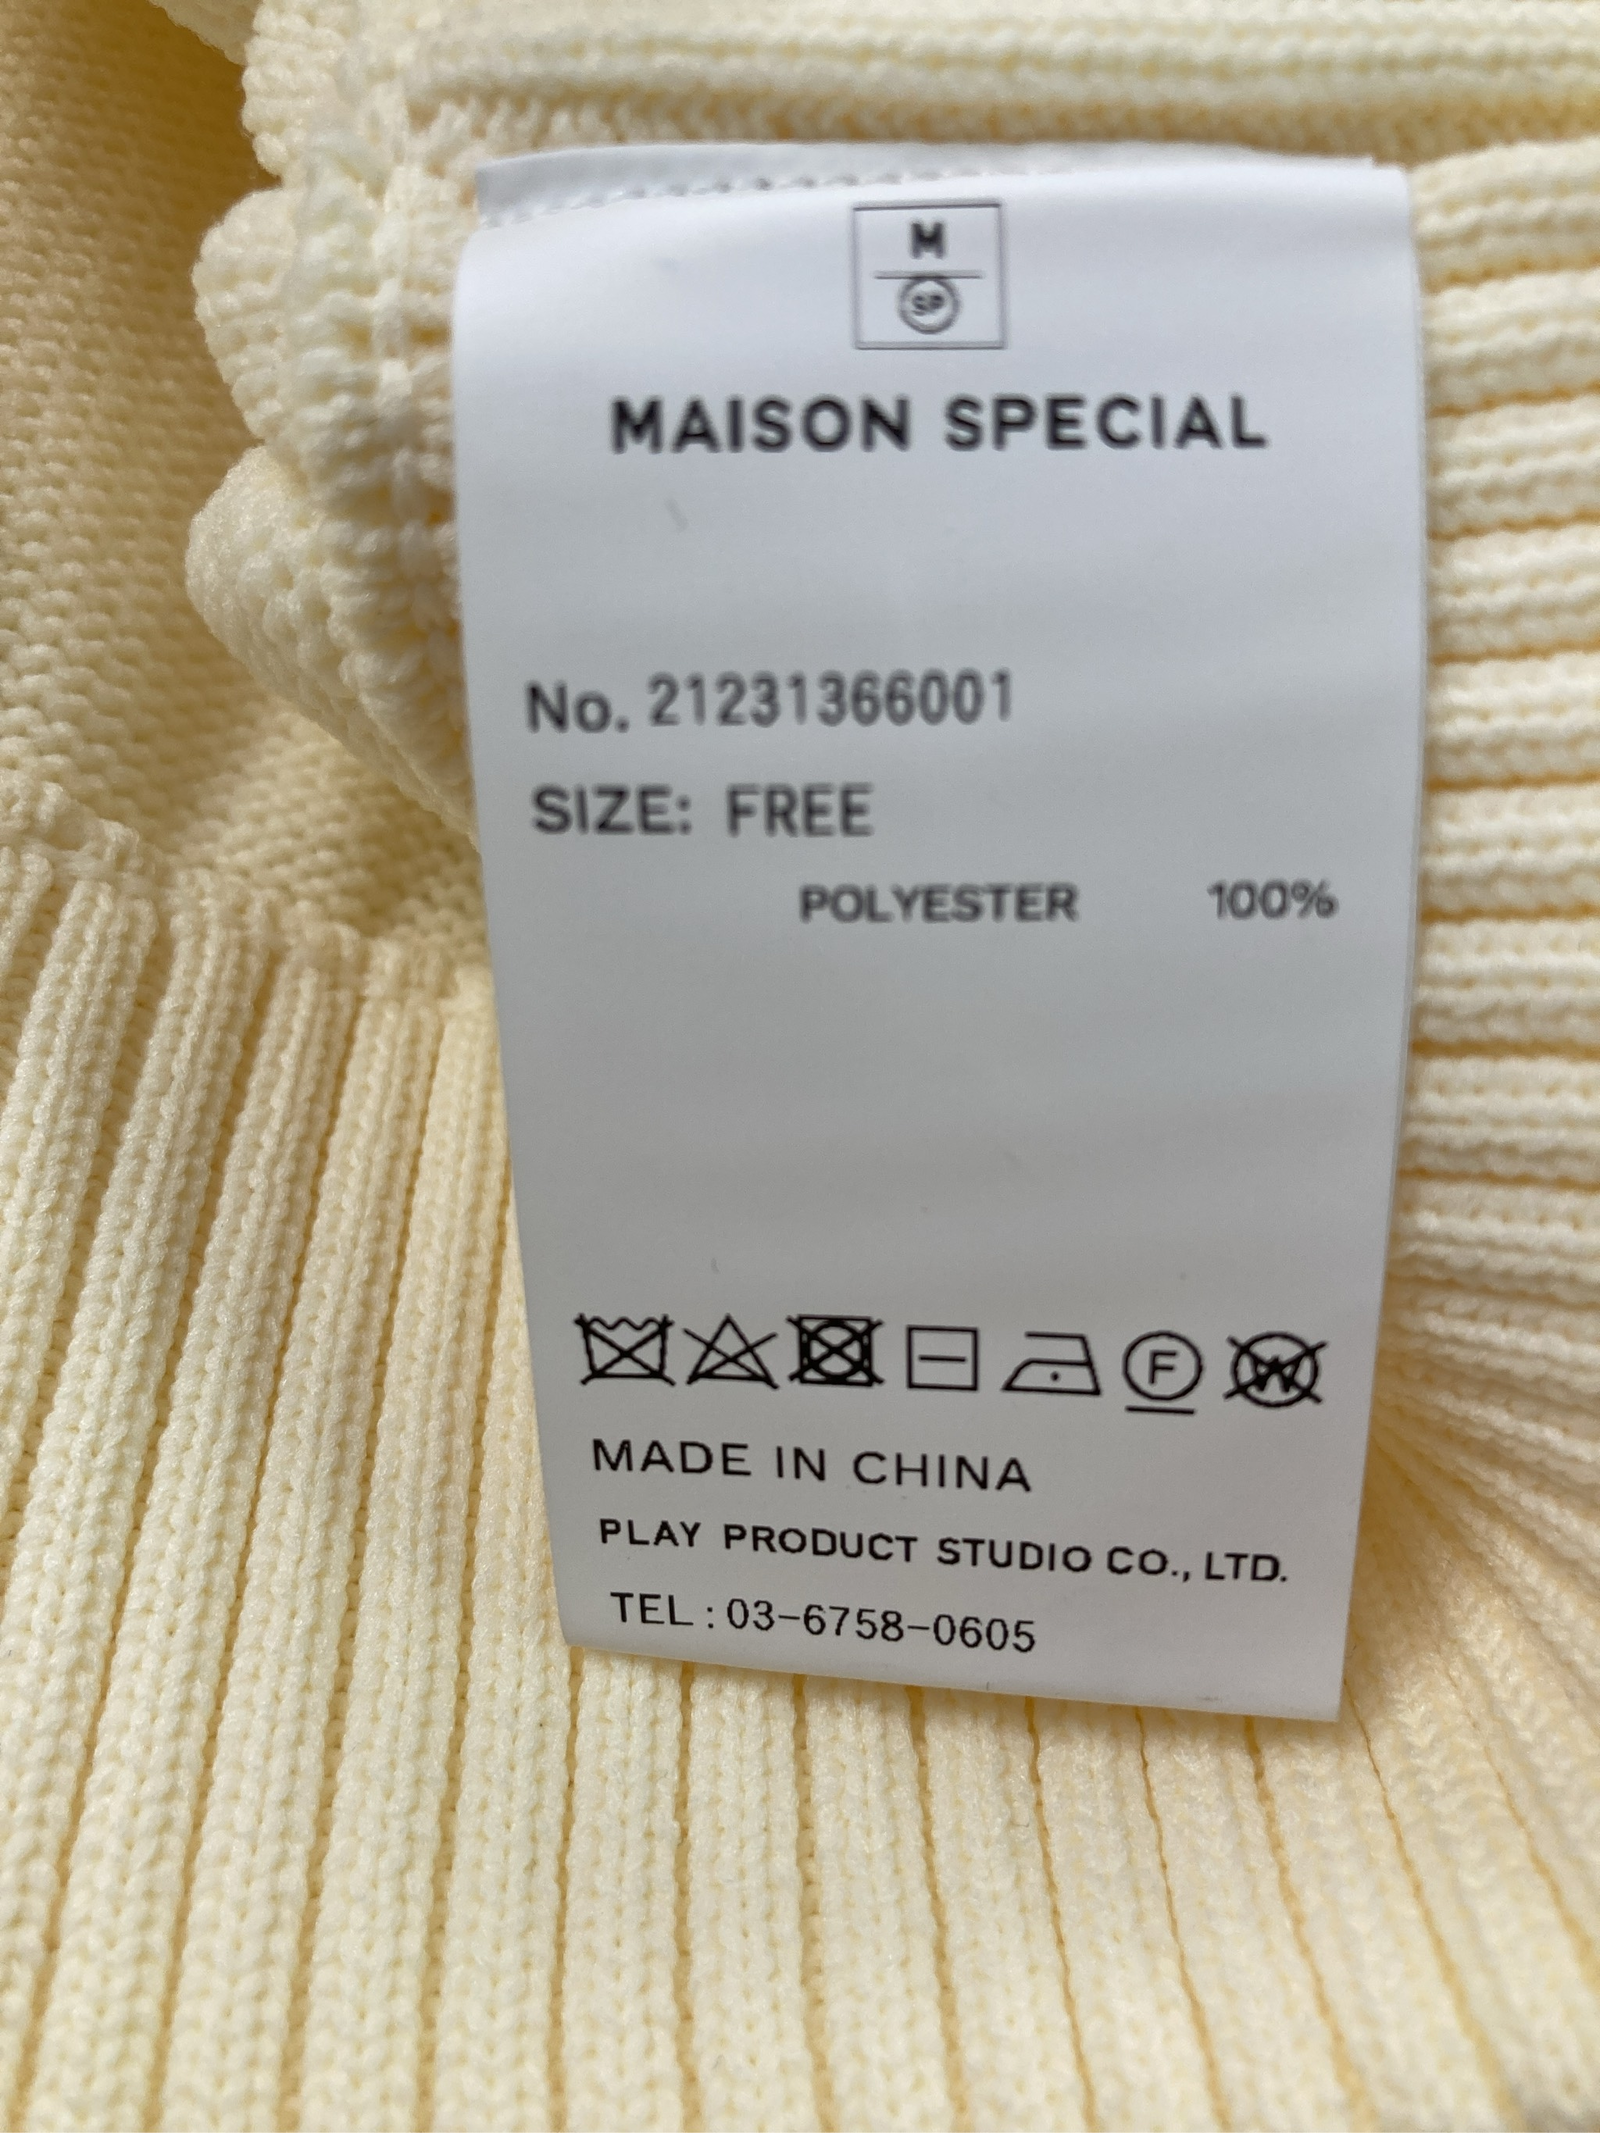 M
SP
MAISON SPECIAL
No. 21231366001
SIZE: FREE
POLYESTER 100%
F W
MADE IN CHINA
PLAY PRODUCT STUDIO CO., LTD.
TEL : 03-6758-0605